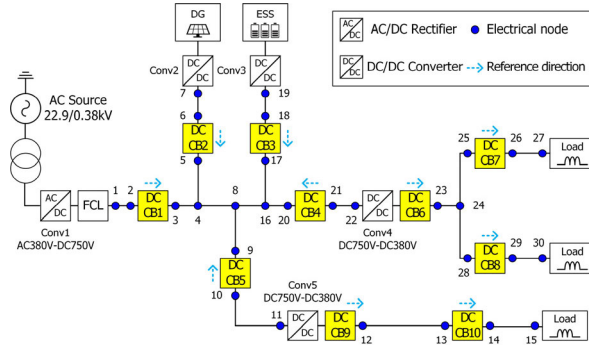 DG
ESS
AC
DC
AC/DC Rectifier
Electrical node
DC
DC
DC/DC Converter
Reference direction
DC
DC
Conv2
DC
DC
Conv3
7
19
AC Source
22.9/0.38kV
6
18
DC
CB2
DC
CB3
5
17
25
DC
CB7
26
27
Load
AC
DC
FCL
1
2
DC
CB1
3
4
8
16
20
DC
CB4
21
22
DC
DC
DC
CB6
23
24
Conv1
AC380V-DC750V
Conv4
DC750V-DC380V
9
DC
CB5
10
28
DC
CB8
29
30
Load
Conv5
DC750V-DC380V
11
DC
DC
DC
CB9
12
13
DC
CB10
14
15
Load